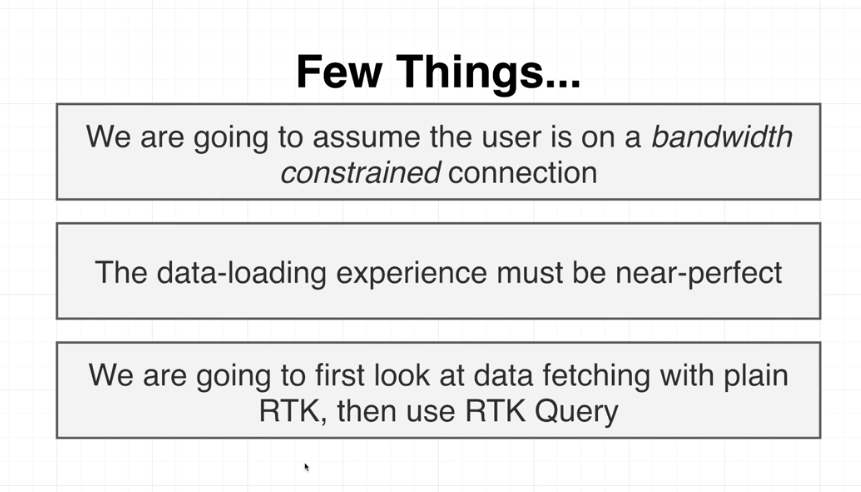 Few Things...
We are going to assume the user is on a bandwidth
constrained connection
The data-loading experience must be near-perfect
We are going to first look at data fetching with plain
RTK, then use RTK Query